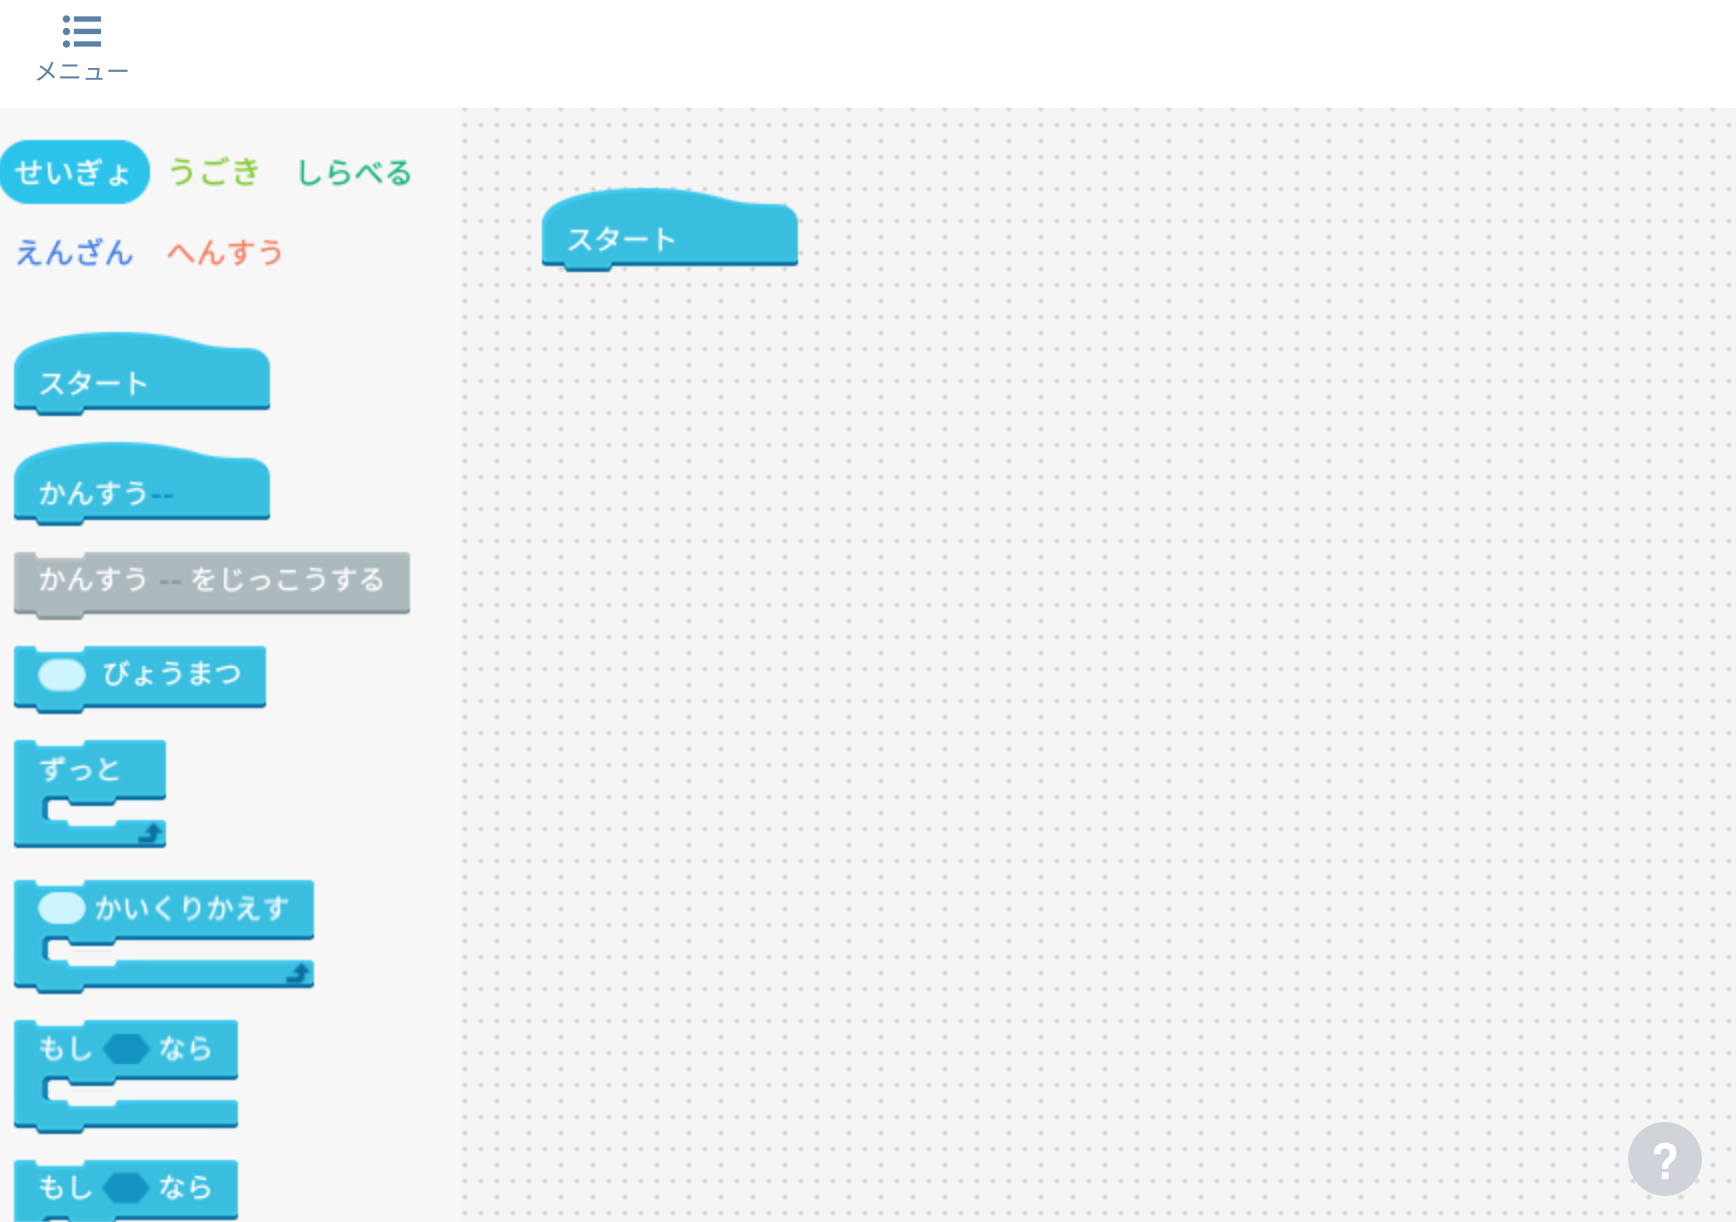 メニュー
せいぎょ うごき しらべる
えんざん へんすう
スタート
スタート
かんすう--
かんすう -- をじっこうする
びょうまつ
ずっと
かいくりかえす
もし なら
もし なら
?